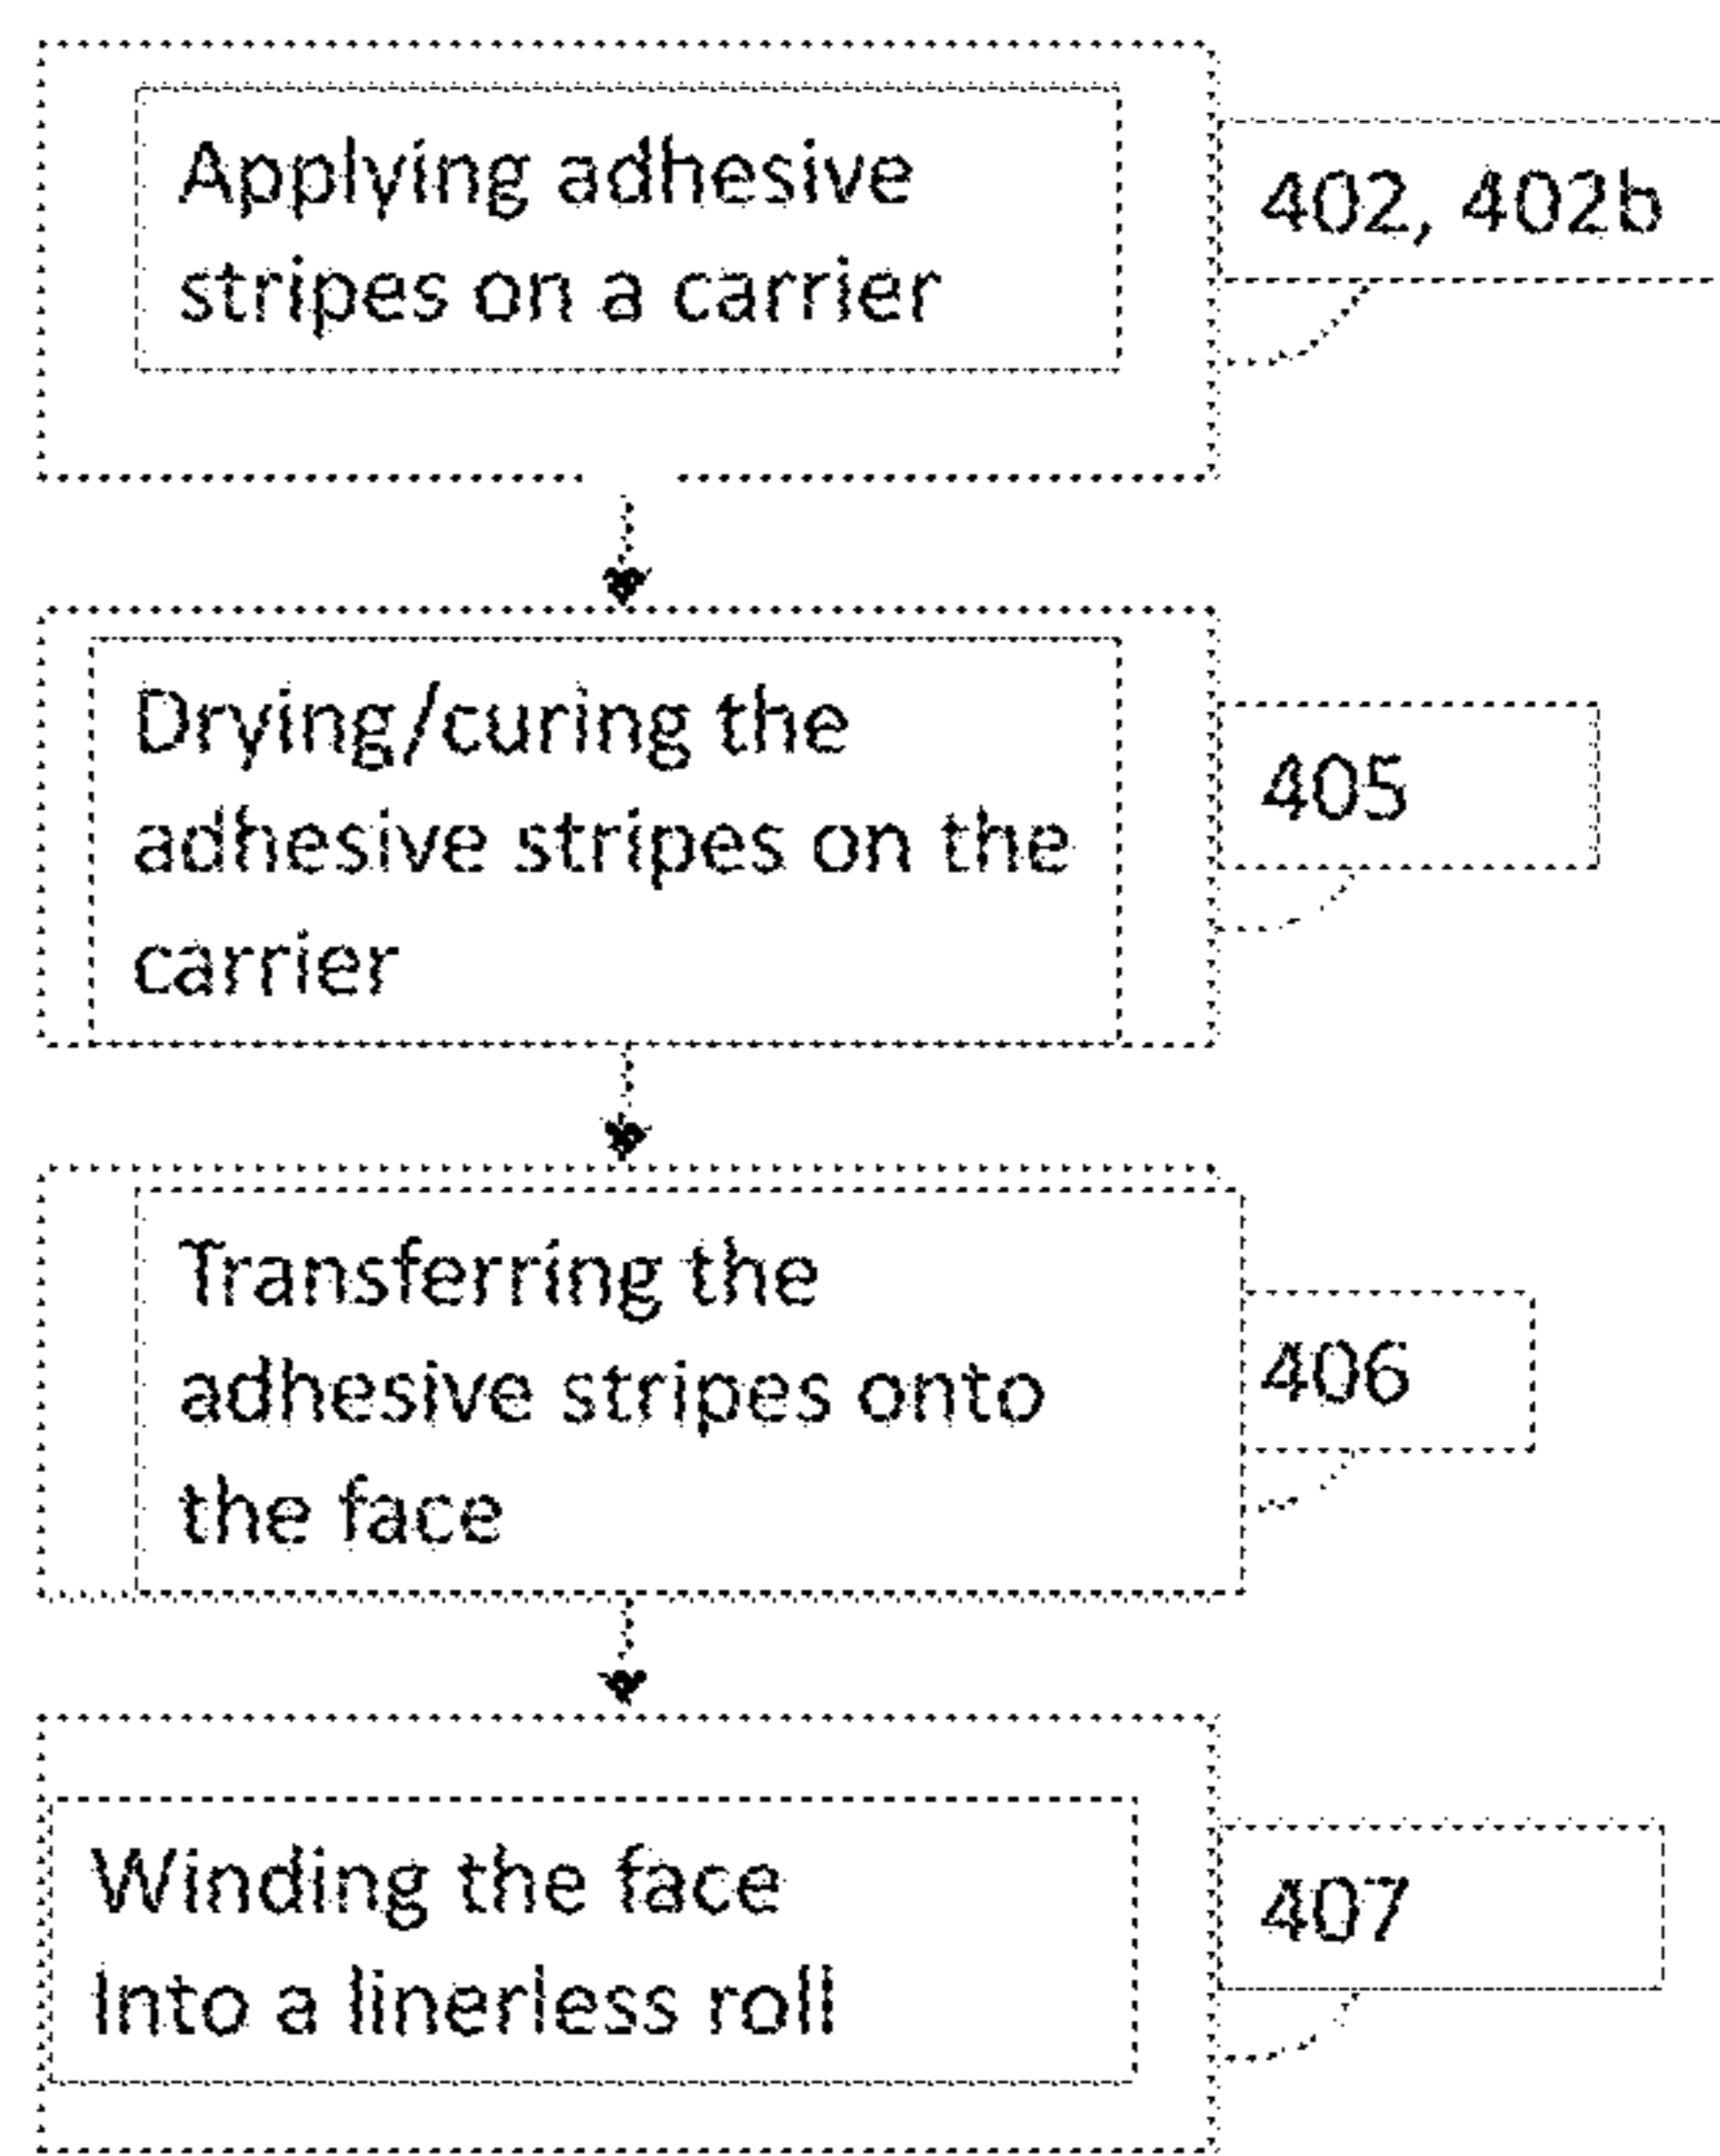 Applying adhesive
stripes on a carrier
402, 402b
Drying/curing the
adhesive stripes on the
carrier
405
Transferring the
adhesive stripes onto
the face
406
Winding the face
Into a linerless roll
407